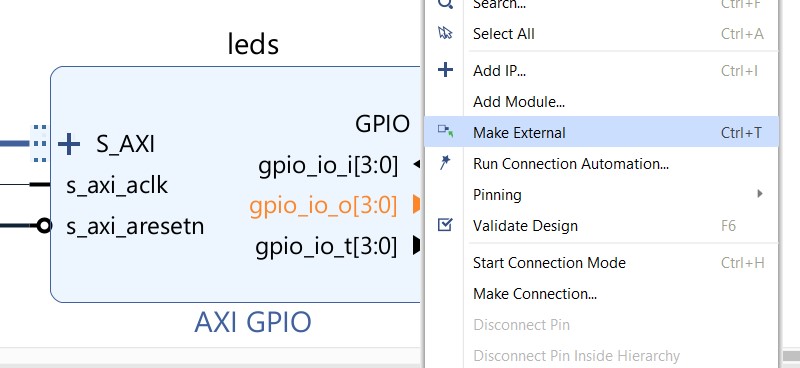 Search... Ctrl+F
leds
Select All Ctrl+A
Add IP... Ctrl+I
Add Module...
GPIO
Make External Ctrl+T
S_AXI
gpio_io_i[3:0]
Run Connection Automation...
s_axi_aclk
Pinning
gpio_io_o[3:0]
s_axi_aresetn
Validate Design F6
gpio_io_t[3:0]
Start Connection Mode Ctrl+H
Make Connection...
AXI GPIO
Disconnect Pin
Disconnect Pin Inside Hierarchy